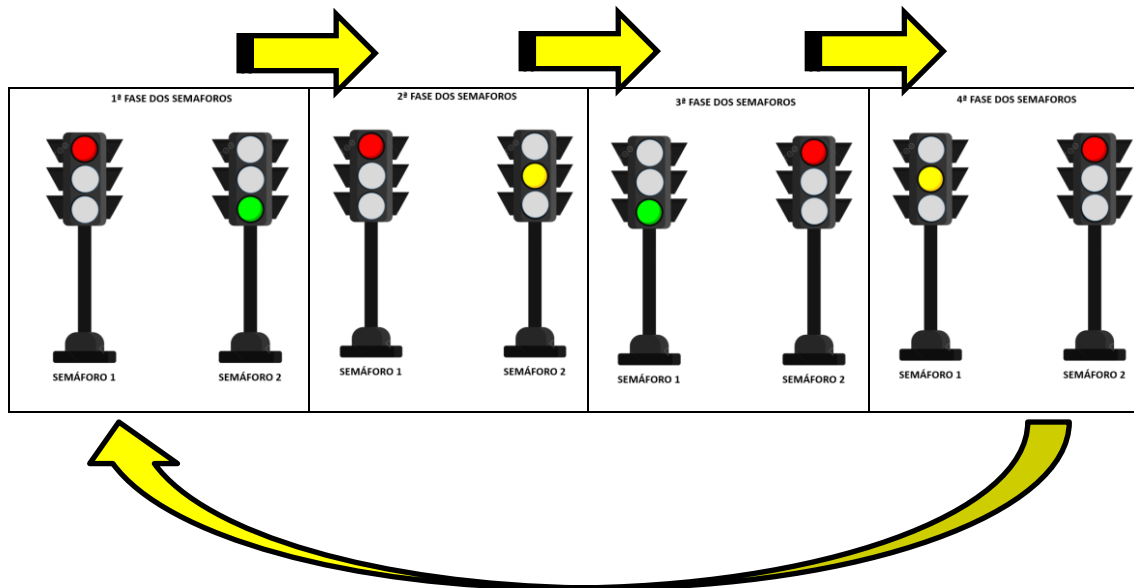 1ª FASE DOS SEMAFOROS
SEMÁFORO 1
SEMÁFORO 2
2ª FASE DOS SEMAFOROS
SEMÁFORO 1
SEMÁFORO 2
3ª FASE DOS SEMAFOROS
SEMÁFORO 1
SEMÁFORO 2
4ª FASE DOS SEMAFOROS
SEMÁFORO 1
SEMÁFORO 2